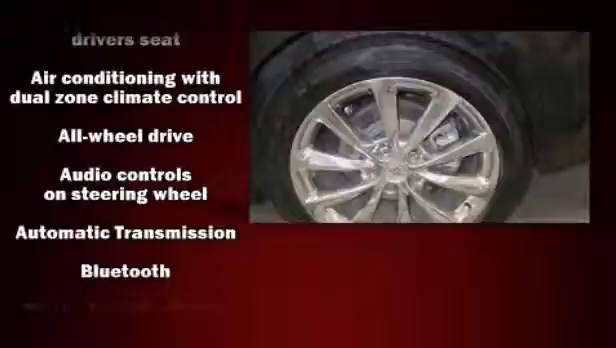 drivers seat
Air conditioning with
dual zone climate control
All-wheel drive
Audio controls
on steering wheel
Automatic Transmission
Bluetooth